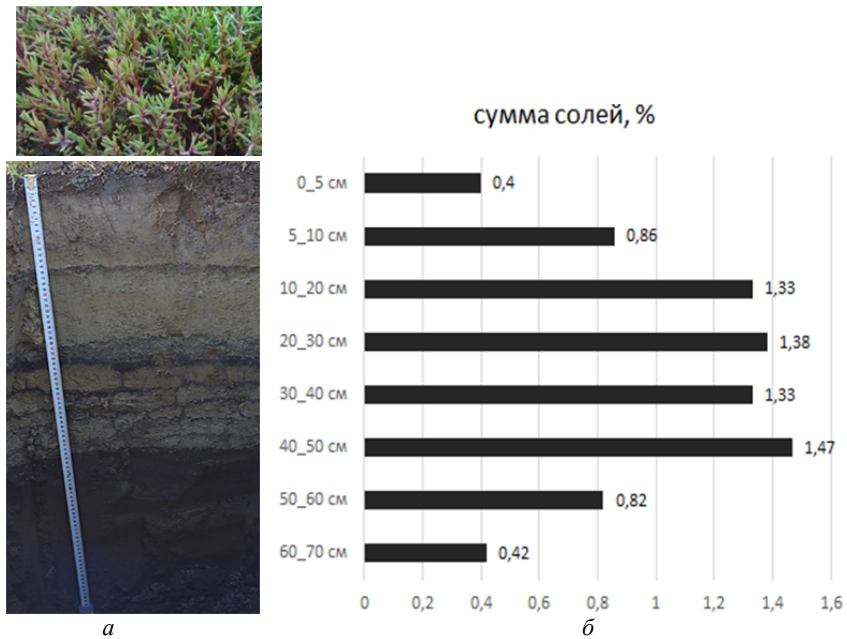 сумма солей, %
0_5 см
0,4
5_10 см
0,86
10_20 см
1,33
20_30 см
1,38
30_40 см
1,33
40_50 см
1,47
50_60 см
0,82
60_70 см
0,42
0 0,2 0,4 0,6 0,8 1 1,2 1,4 1,6
а б